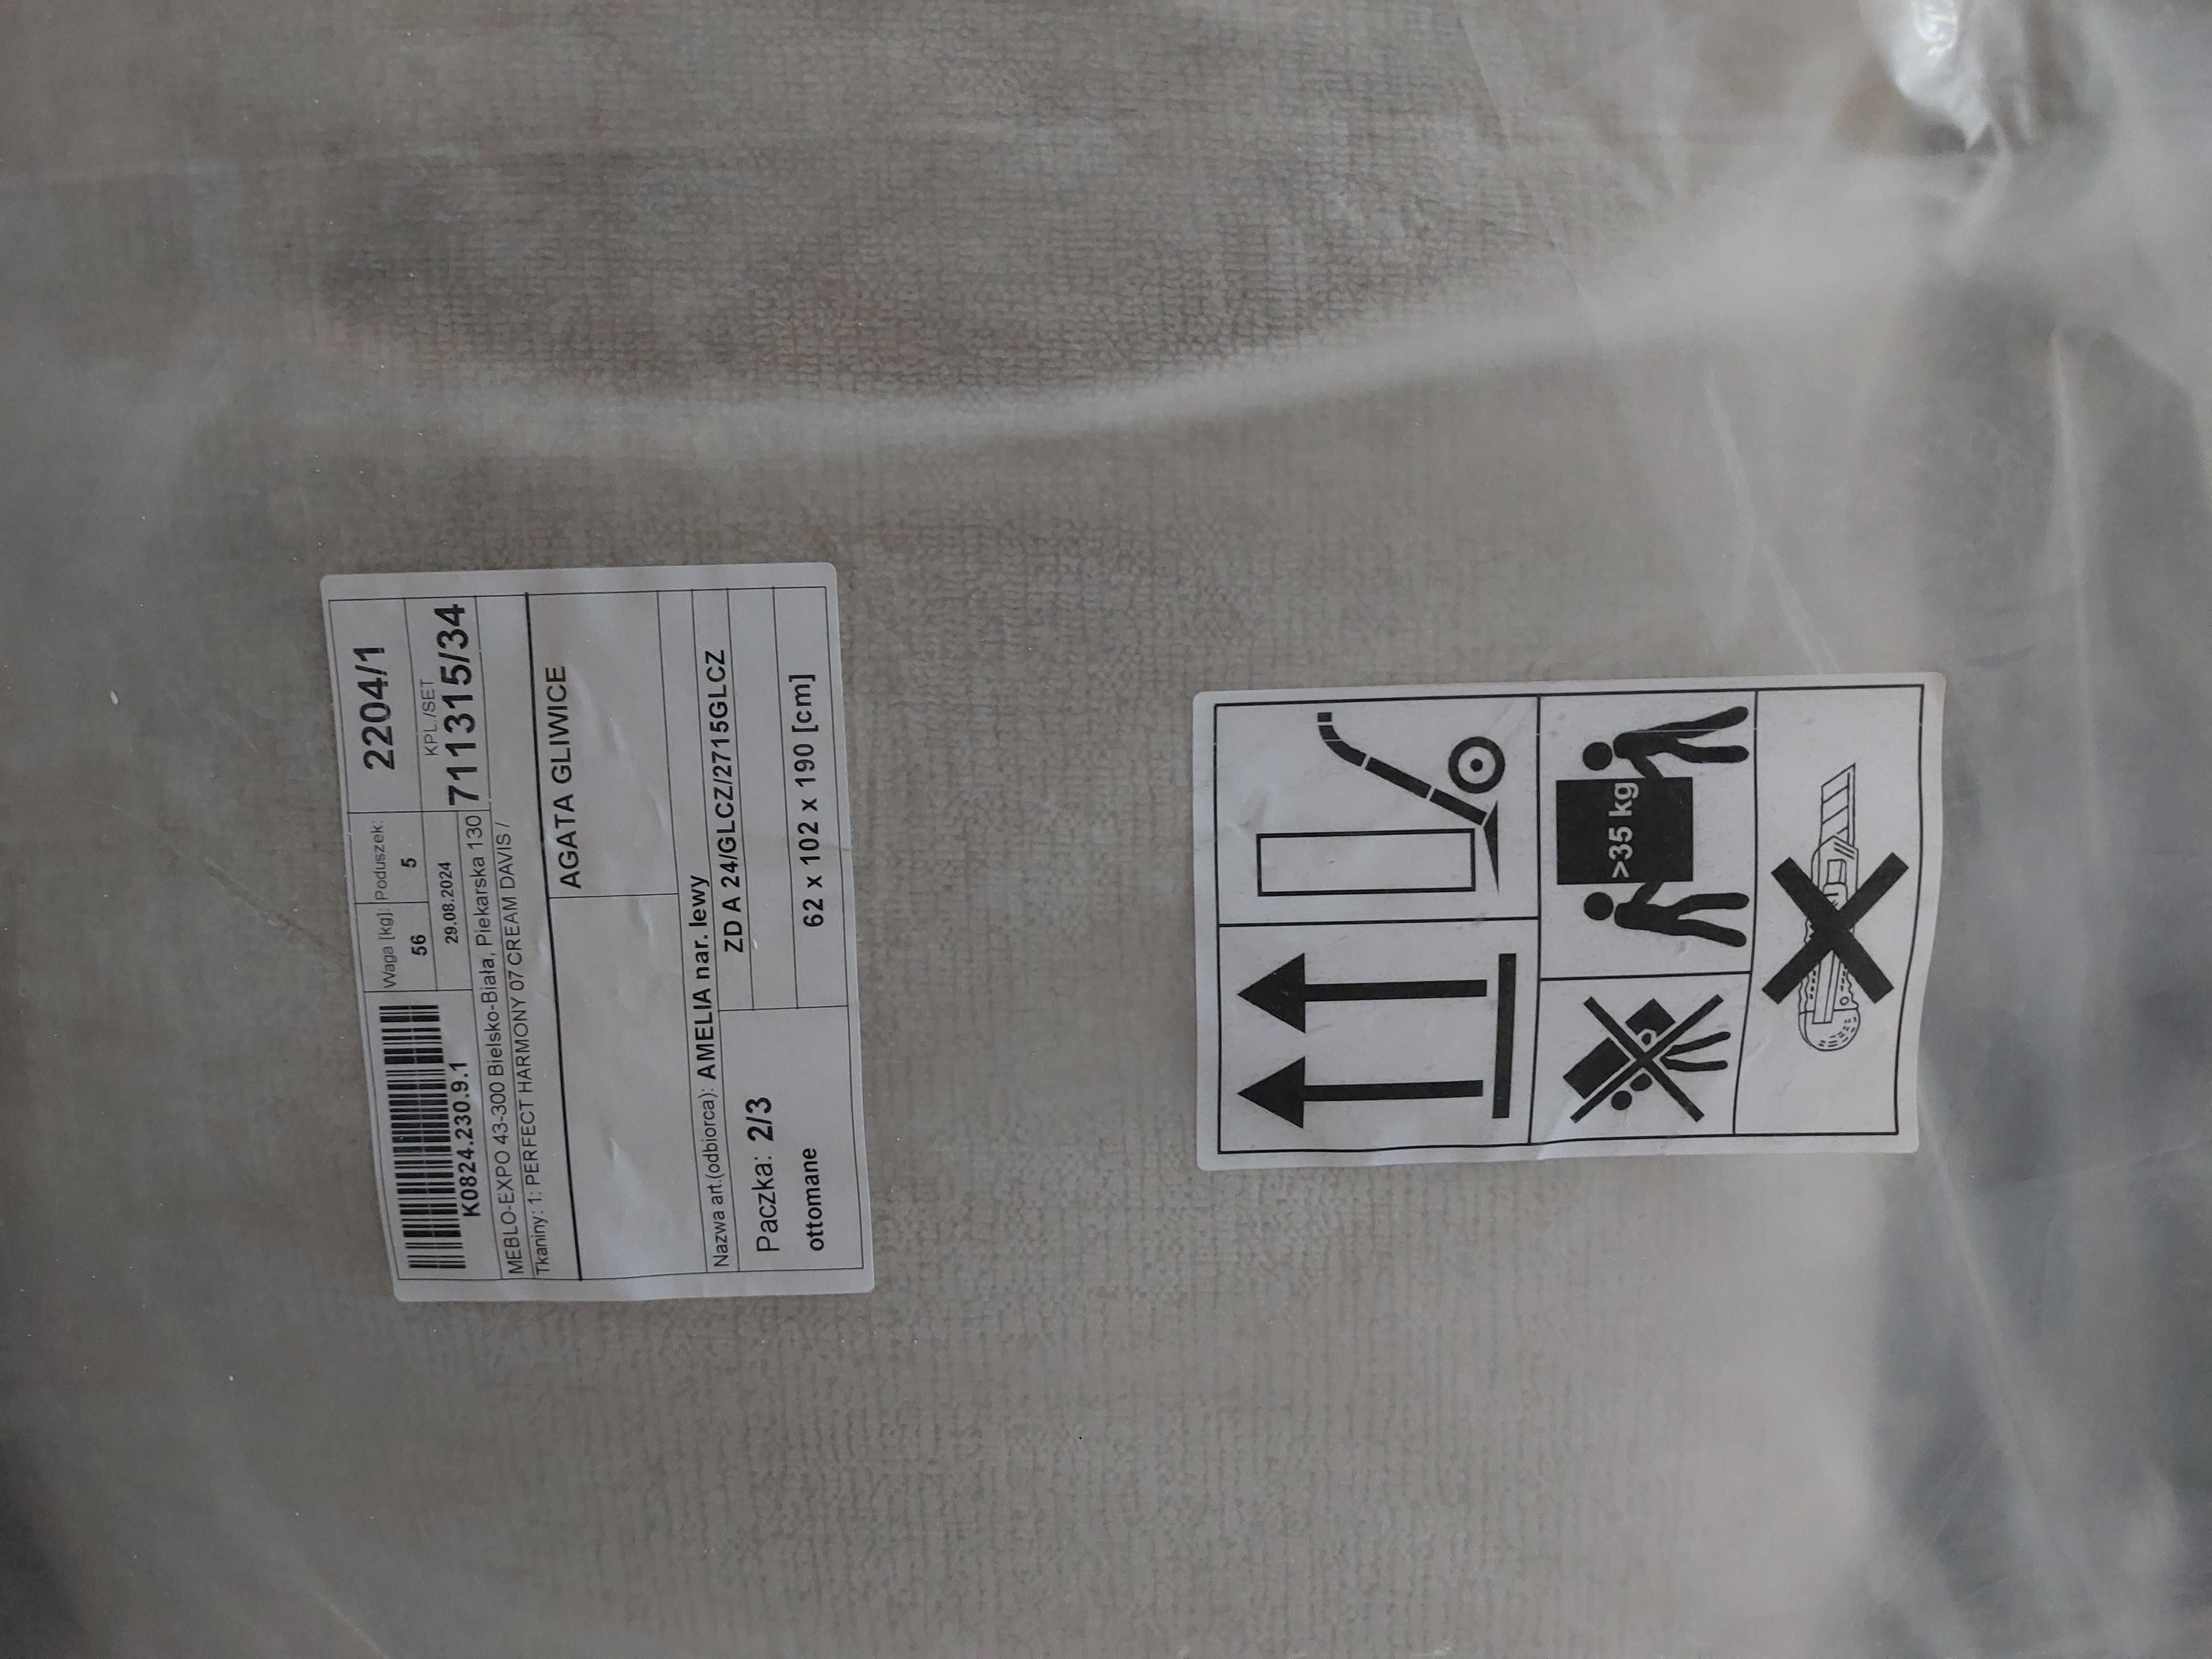 K0824.230.9.1
Waga [kg]: Poduszek:
56 5
29.08.2024
2204/1
KPL./SET
711315/34
MEBLO-EXPO 43-300 Bielsko-Biała, Piekarska 130
Tkaniny: 1: PERFECT HARMONY 07 CREAM DAVIS /
AGATA GLIWICE
Nazwa art.(odbiorca): AMELIA nar. lewy
ZD A 24/GLCZ/2715GLCZ
Paczka: 2/3
ottomane
62 x 102 x 190 [cm]
>35 kg